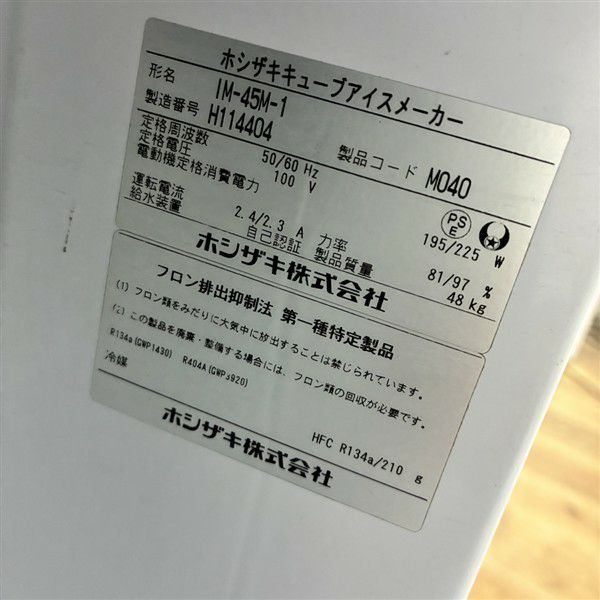 ホシザキキューブアイスメーカー
形名 IM-45M-1
製造番号 H114404 製品コード M040
定格周波数 50/60 Hz
定格電圧 100 V
PS
E
電動機定格消費電力 195/225 W
運転電流 2.4/2.3 A 力率 81/97 %
給水装置 自己認証 製品質量 48 kg
ホシザキ株式会社
フロン排出抑制法 第一種特定製品
(1) フロン類をみだりに大気中に放出することは禁じられています。
(2) この製品を廃棄・整備する場合には、フロン類の回収が必要です。
R134a(GWP1430) R404A(GWP3920)
冷媒 HFC R134a/210 g
ホシザキ株式会社